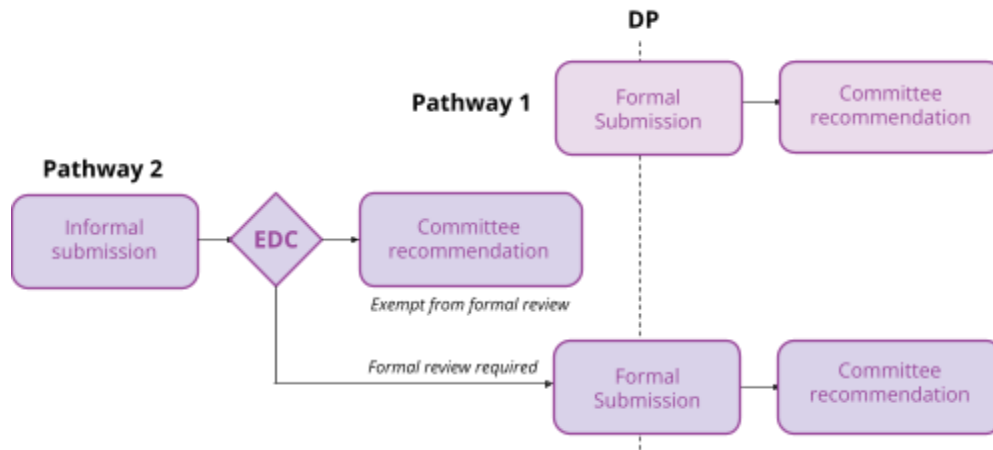 DP
Pathway 1
Formal
Submission
Committee
recommendation
Pathway 2
Informal
submission
EDC
Committee
recommendation
Exempt from formal review
Formal review required
Formal
Submission
Committee
recommendation